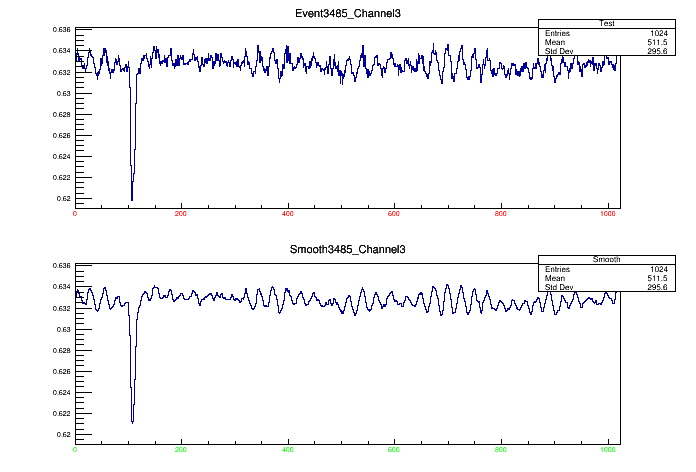 Event3485_Channel3
Test
Entries 1024
Mean 511.5
Std Dev 295.6
0.636
0.634
0.632
0.63
0.628
0.626
0.624
0.622
0.62
0 200 400 600 800 1000
Smooth3485_Channel3
Smooth
Entries 1024
Mean 511.5
Std Dev 295.6
0.636
0.634
0.632
0.63
0.628
0.626
0.624
0.622
0.62
0 200 400 600 800 1000